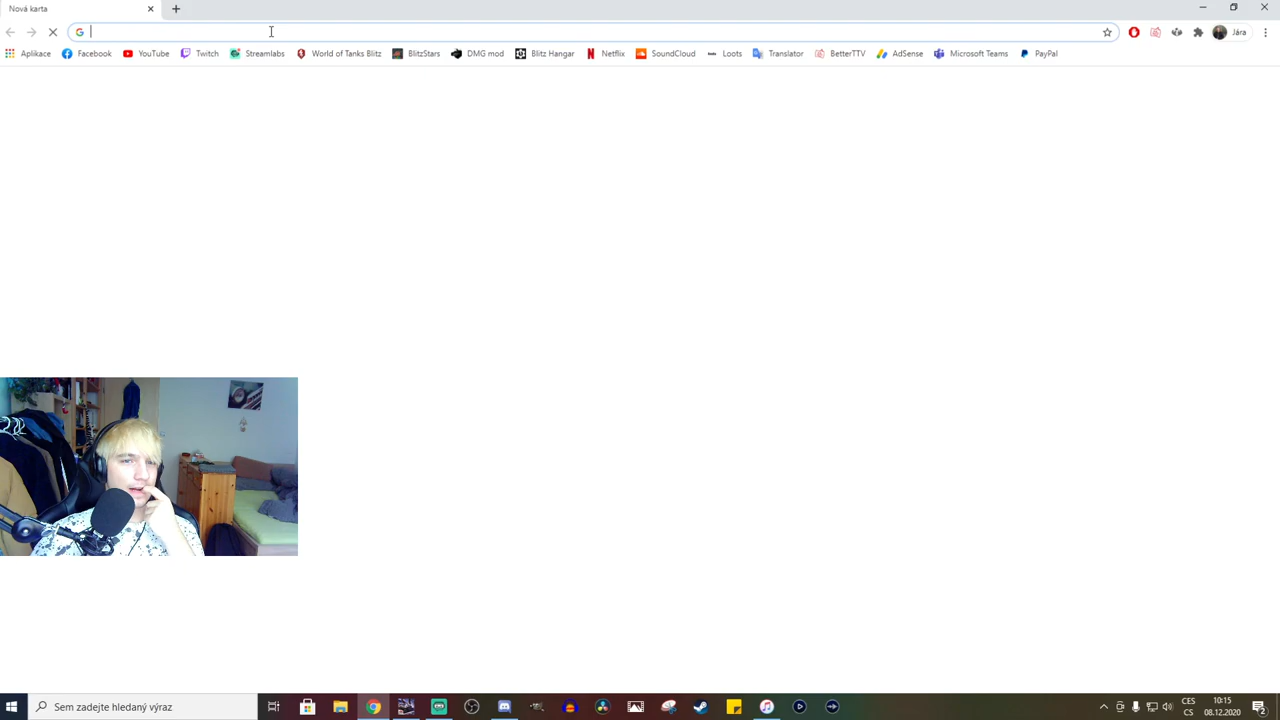 Nová karta
Jára
Aplikace Facebook YouTube Twitch Streamlabs World of Tanks Blitz BlitzStars DMG mod Blitz Hangar Netflix SoundCloud Loots Translator BetterTTV AdSense Microsoft Teams PayPal
Sem zadejte hledaný výraz
CES 10:15
CS 08.12.2020 2